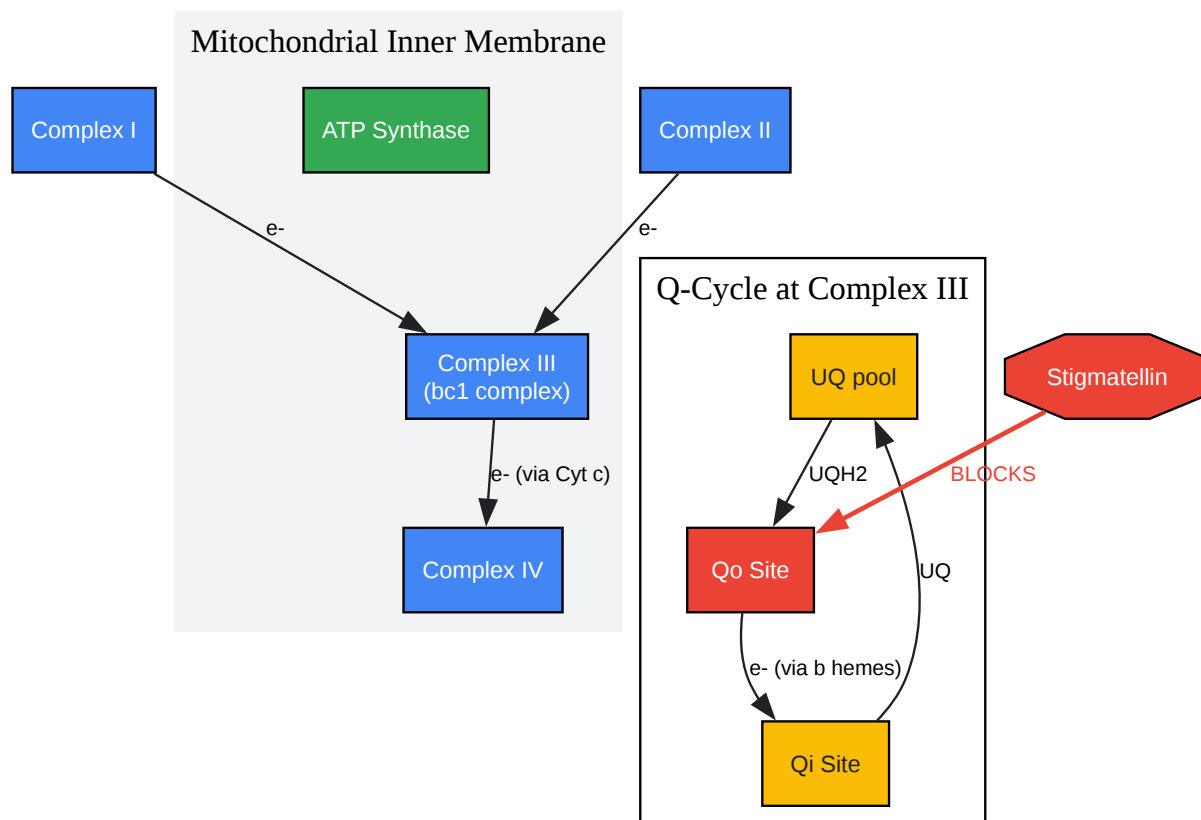 Mitochondrial Inner Membrane
Complex I
ATP Synthase
Complex II
e-
e-
Q-Cycle at Complex III
Complex III
(bc1 complex)
UQ pool
Stigmatellin
e- (via Cyt c)
UQH2
BLOCKS
Complex IV
Qo Site
UQ
e- (via b hemes)
Qi Site